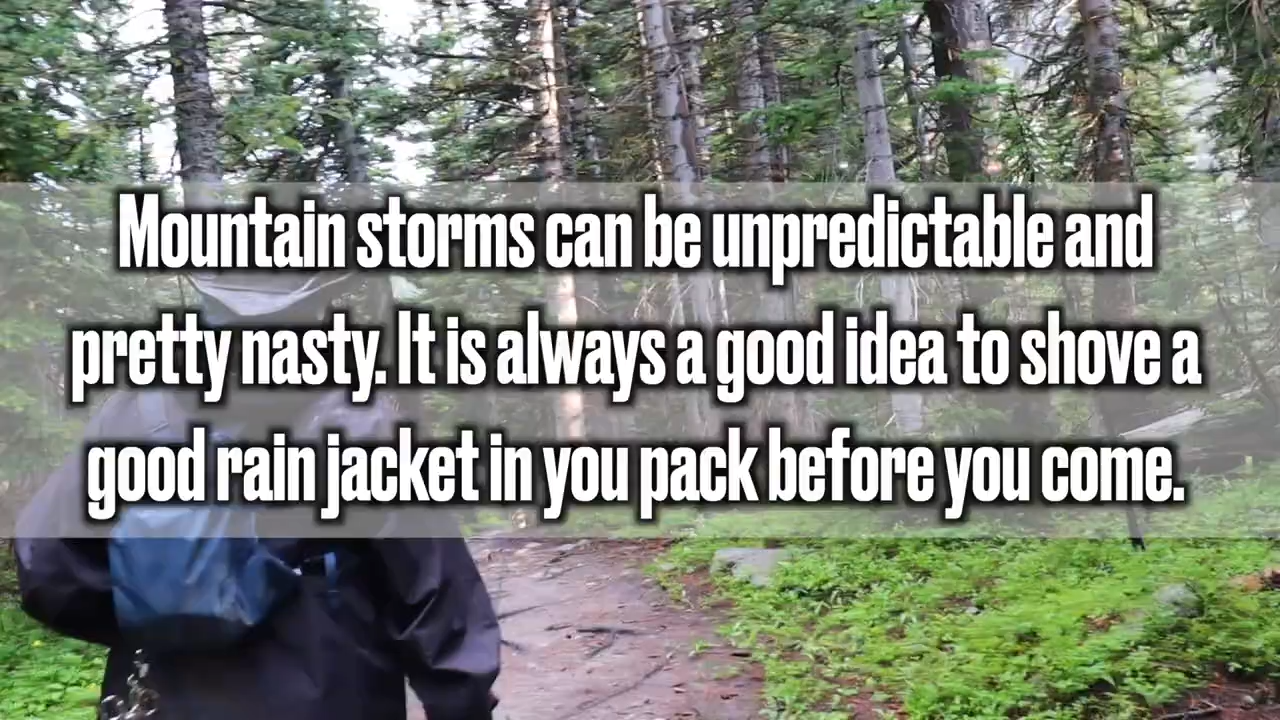 Mountain storms can be unpredictable and
pretty nasty. It is always a good idea to shove a
good rain jacket in you pack before you come.